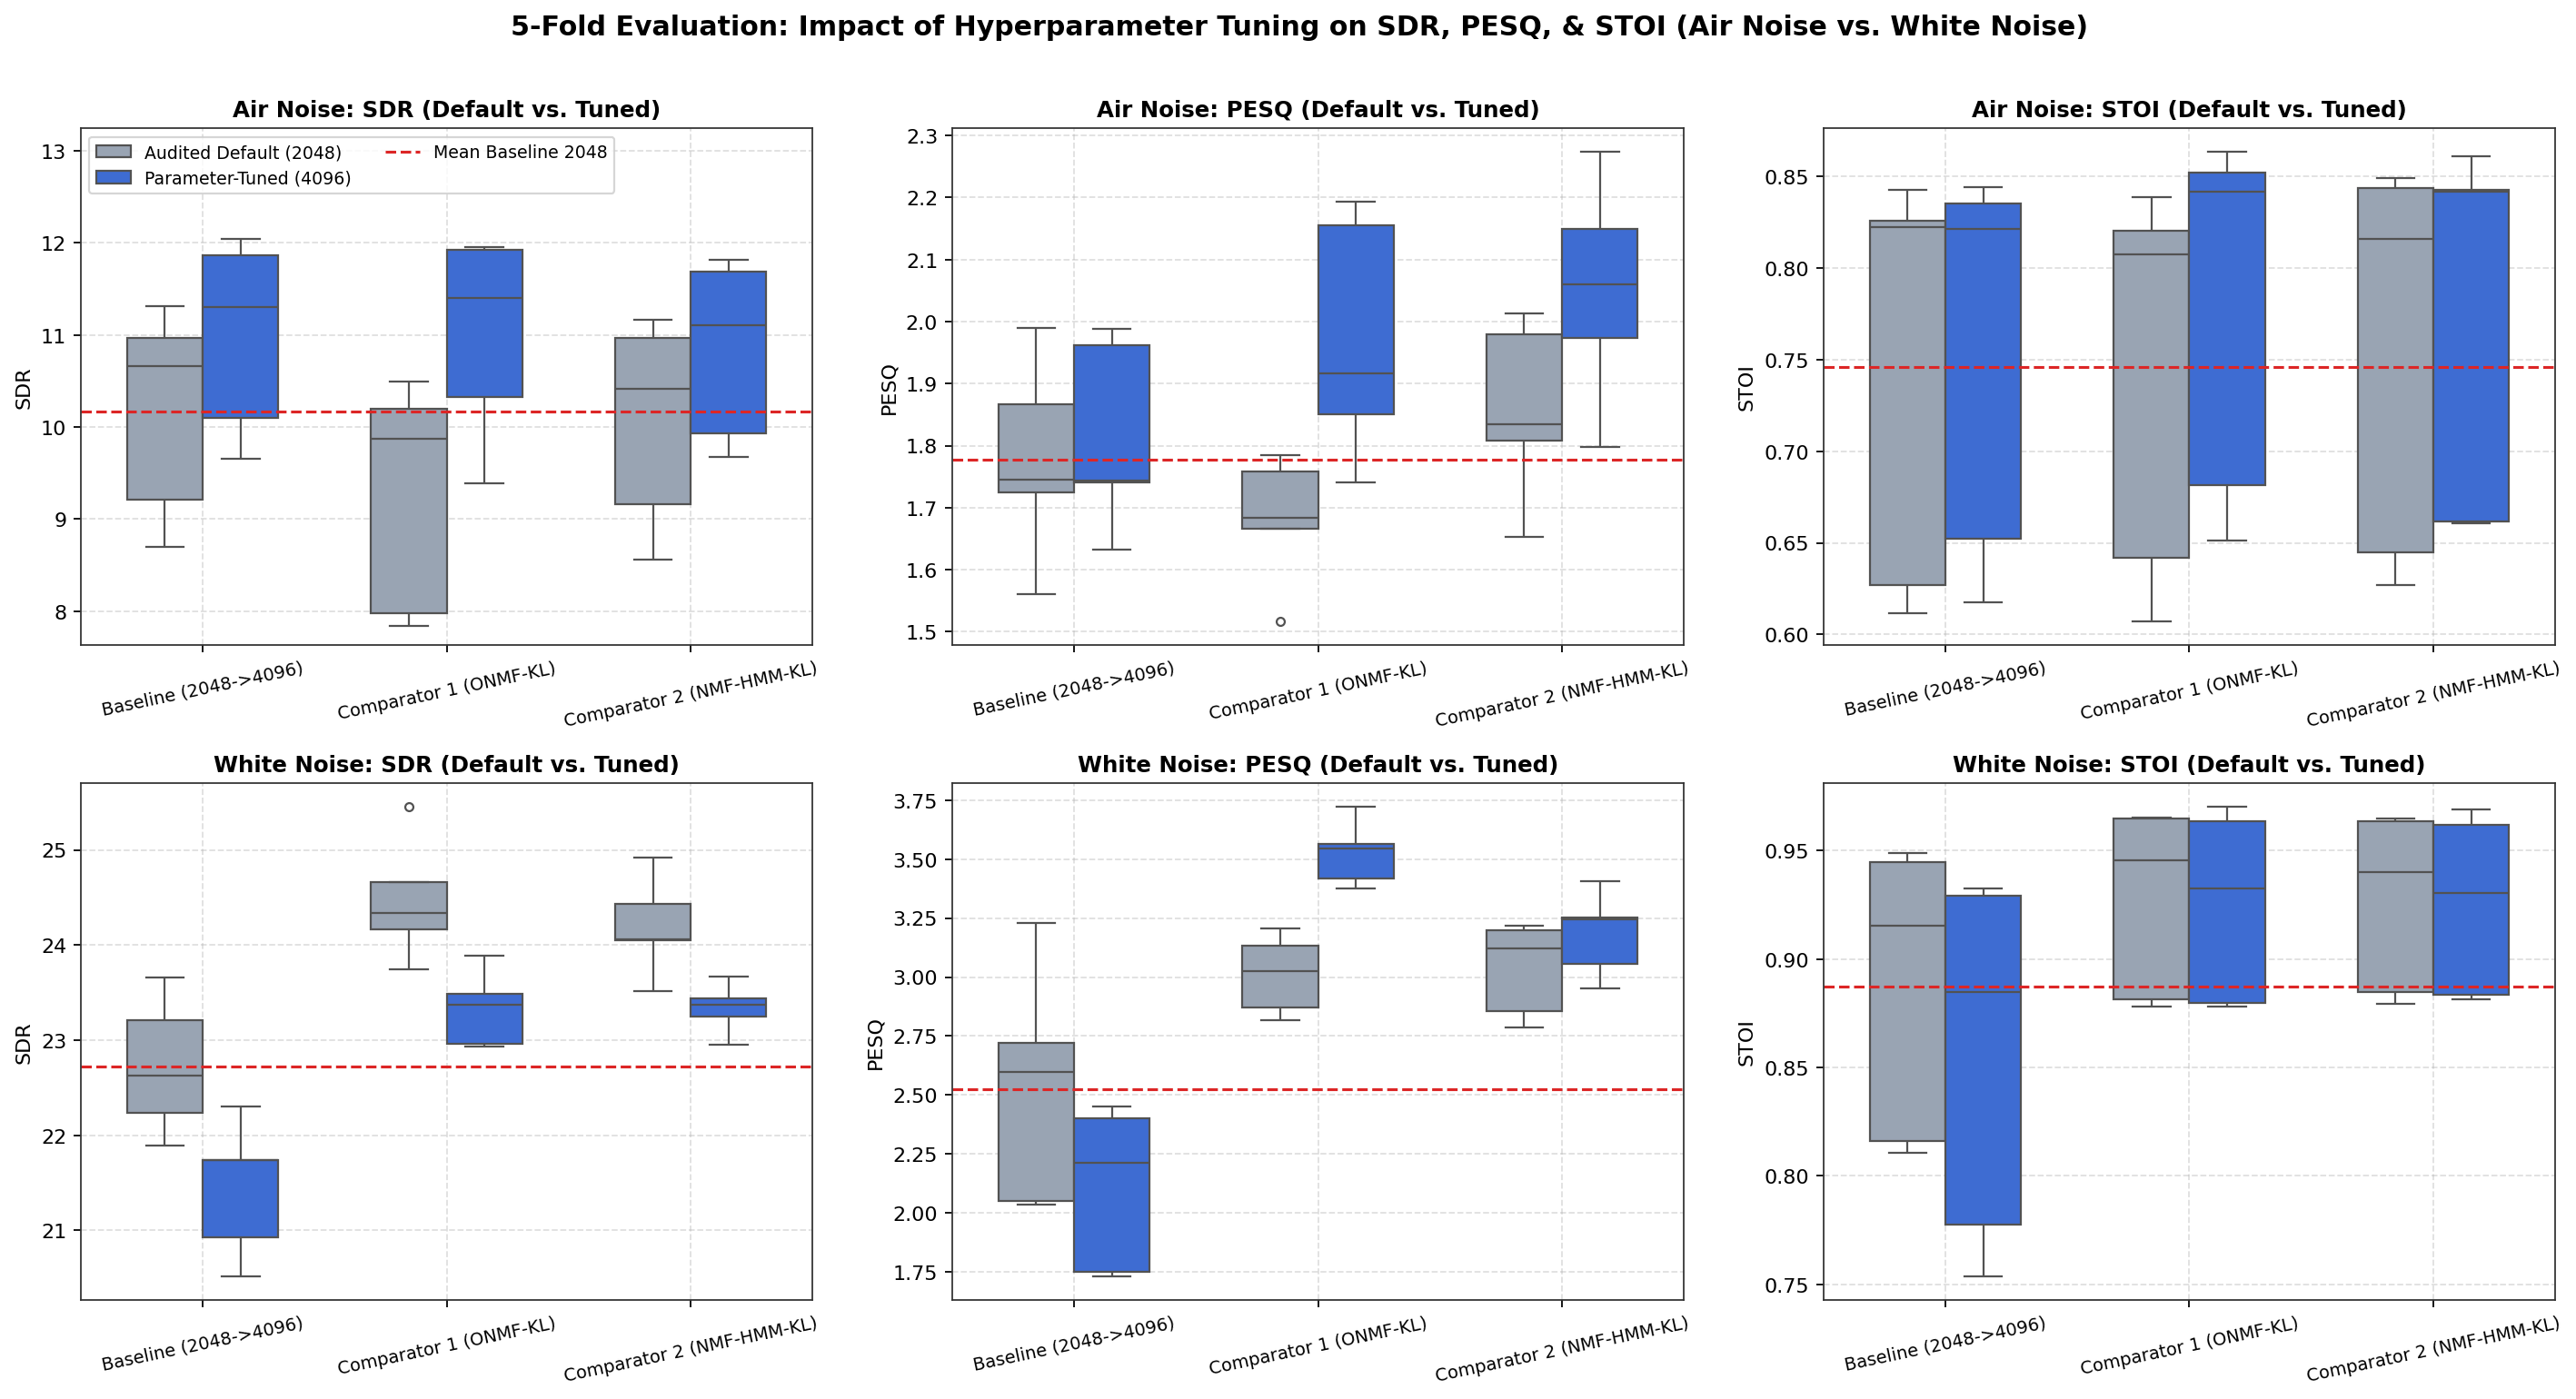 5-Fold Evaluation: Impact of Hyperparameter Tuning on SDR, PESQ, & STOI (Air Noise vs. White Noise)
Air Noise: SDR (Default vs. Tuned)
Audited Default (2048)
Parameter-Tuned (4096)
Mean Baseline 2048
SDR
13
12
11
10
9
8
Baseline (2048->4096)
Comparator 1 (ONMF-KL)
Comparator 2 (NMF-HMM-KL)
Air Noise: PESQ (Default vs. Tuned)
PESQ
2.3
2.2
2.1
2.0
1.9
1.8
1.7
1.6
1.5
Baseline (2048->4096)
Comparator 1 (ONMF-KL)
Comparator 2 (NMF-HMM-KL)
Air Noise: STOI (Default vs. Tuned)
STOI
0.85
0.80
0.75
0.70
0.65
0.60
Baseline (2048->4096)
Comparator 1 (ONMF-KL)
Comparator 2 (NMF-HMM-KL)
White Noise: SDR (Default vs. Tuned)
SDR
25
24
23
22
21
Baseline (2048->4096)
Comparator 1 (ONMF-KL)
Comparator 2 (NMF-HMM-KL)
White Noise: PESQ (Default vs. Tuned)
PESQ
3.75
3.50
3.25
3.00
2.75
2.50
2.25
2.00
1.75
Baseline (2048->4096)
Comparator 1 (ONMF-KL)
Comparator 2 (NMF-HMM-KL)
White Noise: STOI (Default vs. Tuned)
STOI
0.95
0.90
0.85
0.80
0.75
Baseline (2048->4096)
Comparator 1 (ONMF-KL)
Comparator 2 (NMF-HMM-KL)